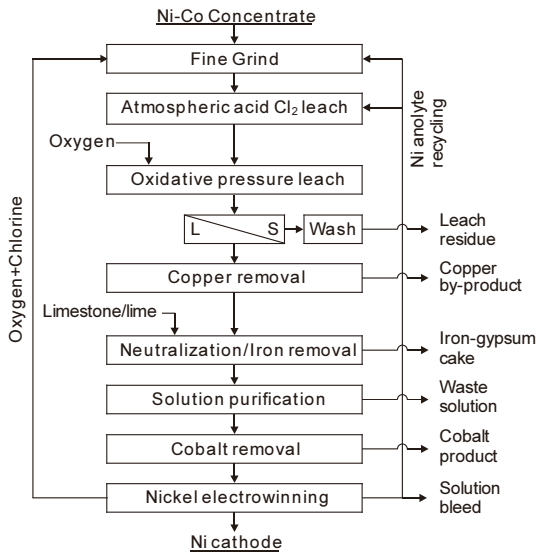 Ni-Co Concentrate
Fine Grind
Atmospheric acid Cl₂ leach
Oxygen
Oxidative pressure leach
L
S
Wash
Leach
residue
Copper removal
Copper
by-product
Limestone/lime
Neutralization/Iron removal
Iron-gypsum
cake
Solution purification
Waste
solution
Cobalt removal
Cobalt
product
Nickel electrowinning
Solution
bleed
Ni cathode
Oxygen+Chlorine
Ni anolyte
recycling